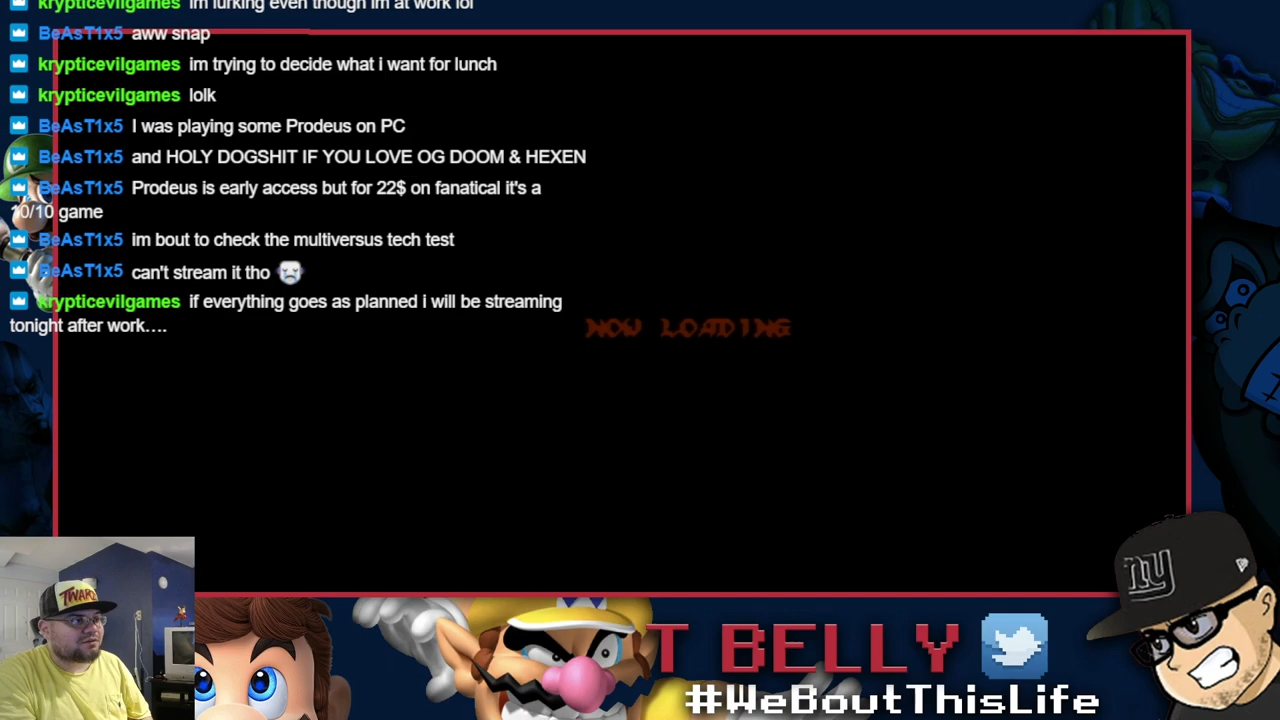 krypticevilgames im lurking even though im at work lol
BeAsT1x5 aww snap
krypticevilgames im trying to decide what i want for lunch
krypticevilgames lolk
BeAsT1x5 I was playing some Prodeus on PC
BeAsT1x5 and HOLY DOGSHIT IF YOU LOVE OG DOOM & HEXEN
BeAsT1x5 Prodeus is early access but for 22$ on fanatical it's a
10/10 game
BeAsT1x5 im bout to check the multiversus tech test
BeAsT1x5 can't stream it tho
krypticevilgames if everything goes as planned i will be streaming
tonight after work....
NOW LOADING
T BELLY
#WeBoutThisLife
ny